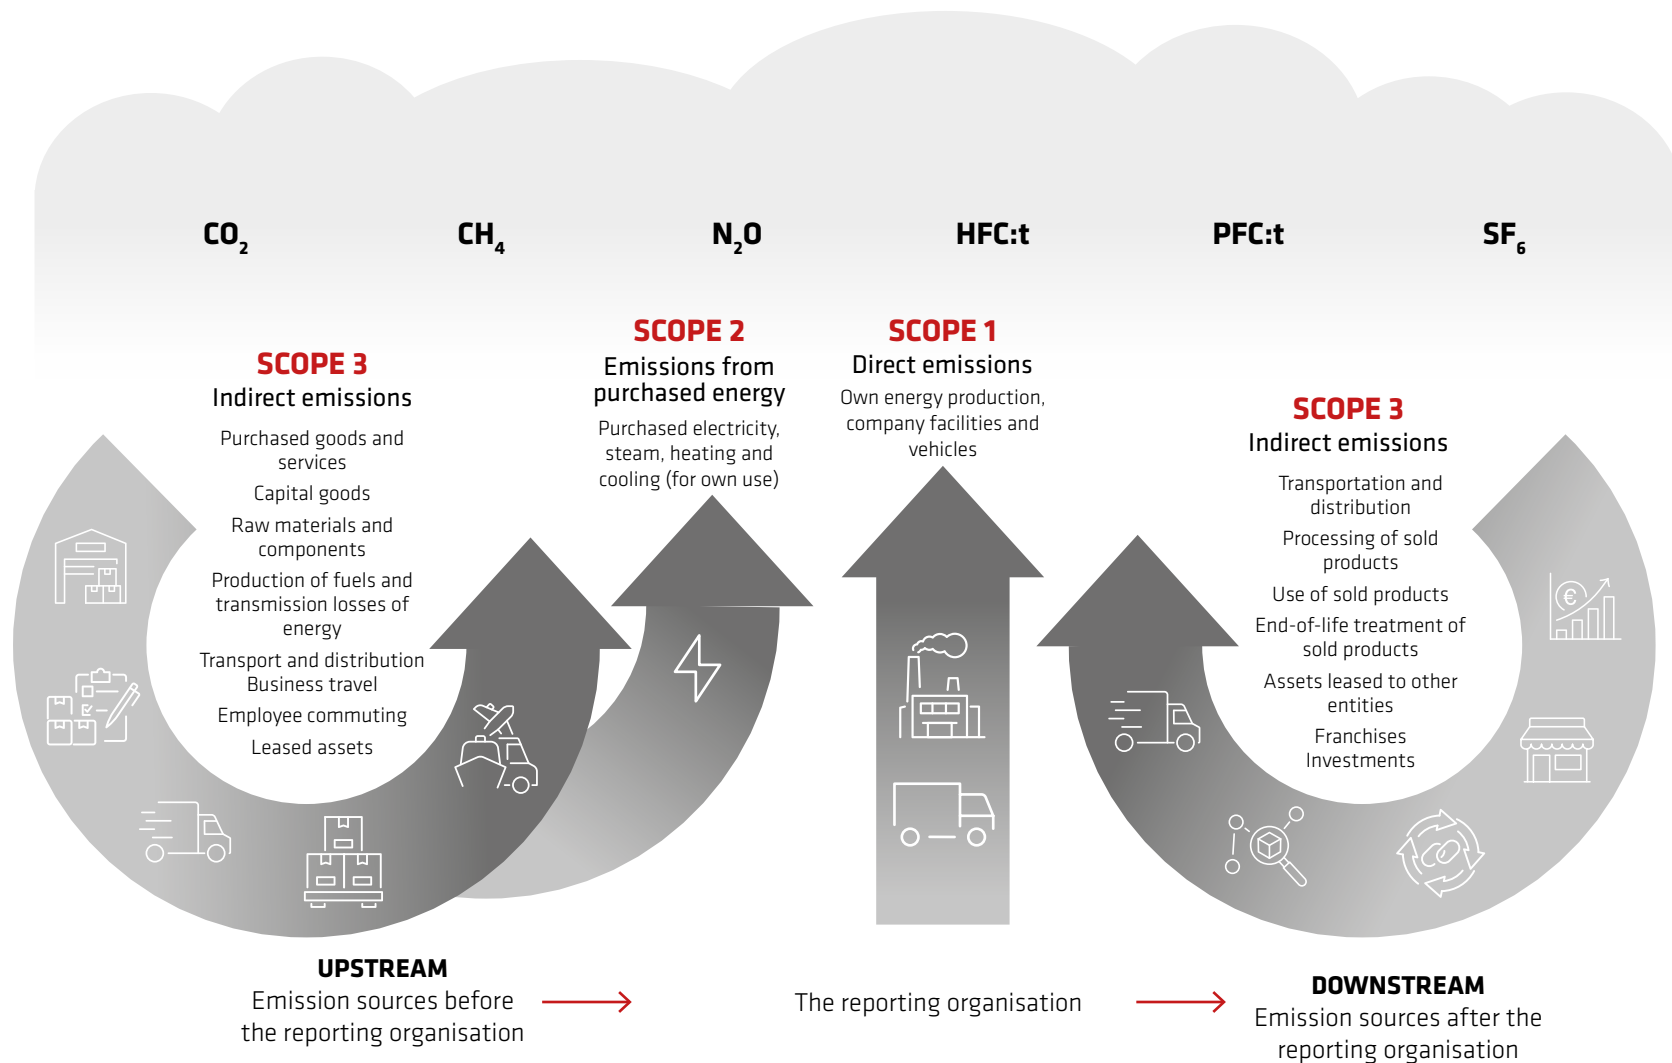 CO₂
CH₄
N₂O
HFC:t
PFC:t
SF₆
SCOPE 3
Indirect emissions
Purchased goods and
services
Capital goods
Raw materials and
components
Production of fuels and
transmission losses of
energy
Transport and distribution
Business travel
Employee commuting
Leased assets
SCOPE 2
Emissions from
purchased energy
Purchased electricity,
steam, heating and
cooling (for own use)
SCOPE 1
Direct emissions
Own energy production,
company facilities and
vehicles
SCOPE 3
Indirect emissions
Transportation and
distribution
Processing of sold
products
Use of sold products
End-of-life treatment of
sold products
Assets leased to other
entities
Franchises
Investments
€
UPSTREAM
Emission sources before
the reporting organisation
The reporting organisation
DOWNSTREAM
Emission sources after the
reporting organisation